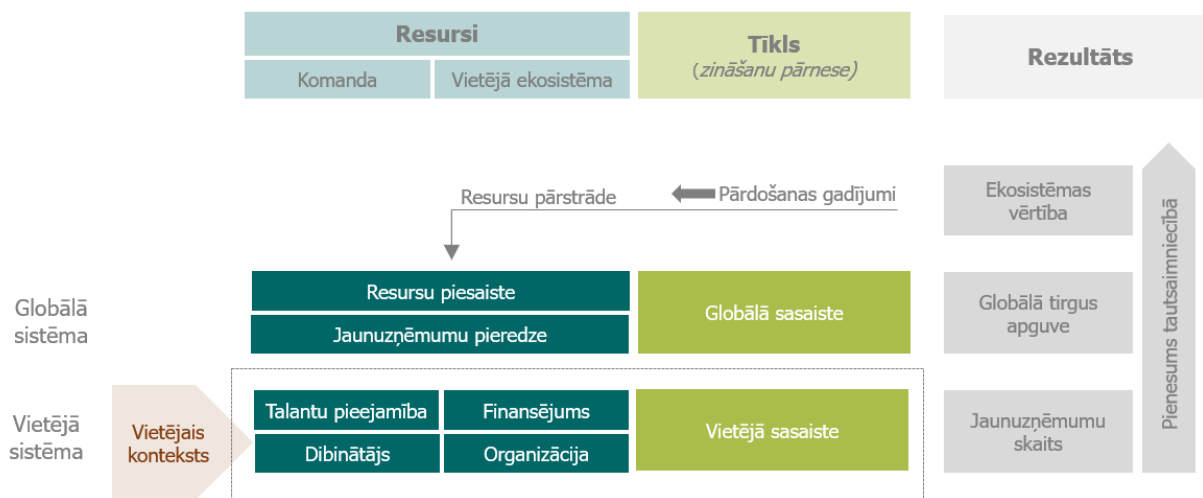 Resursi
Komanda
Vietējā ekosistēma
Tīkls
(zināšanu pārnese)
Rezultāts
Resursu pārstrāde
Pārdošanas gadījumi
Ekosistēmas
vērtība
Globālā
sistēma
Resursu piesaiste
Jaunuzņēmumu pieredze
Globālā sasaiste
Globālā tirgus
apguve
Vietējā
sistēma
Vietējais
konteksts
Talantu pieejamība
Finansējums
Dibinātājs
Organizācija
Vietējā sasaiste
Jaunuzņēmumu
skaits
Pienesums tautsaimniecībā